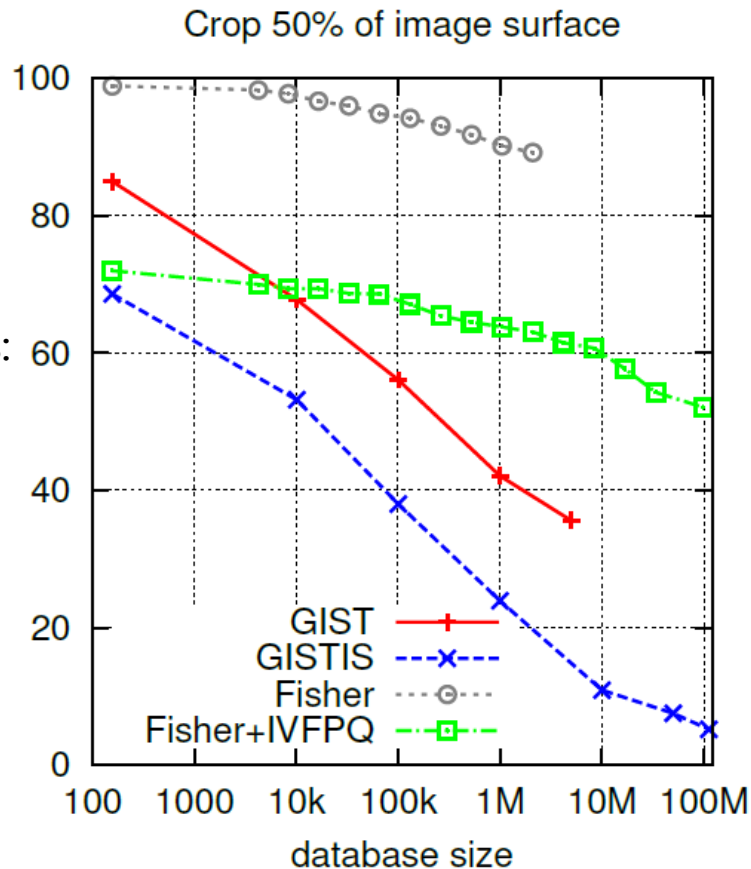 Crop 50% of image surface
100
80
:
60
40
20
0
GIST
GISTIS
Fisher
Fisher+IVFPQ
100 1000 10k 100k 1M 10M 100M
database size